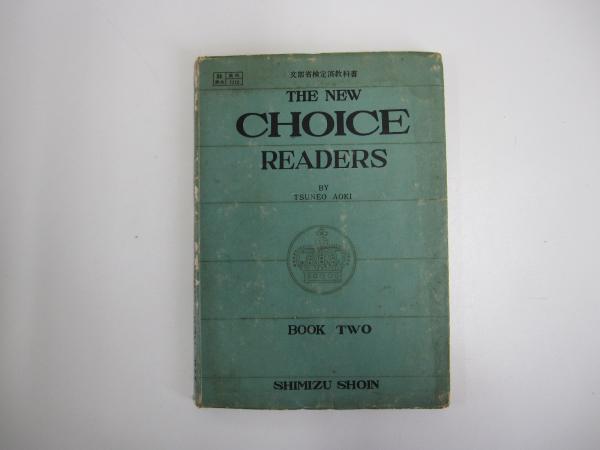 文部省検定済教科書
THE NEW
CHOICE
READERS
BY
TSUNEO AOKI
BOOK TWO
SHIMIZU SHOIN